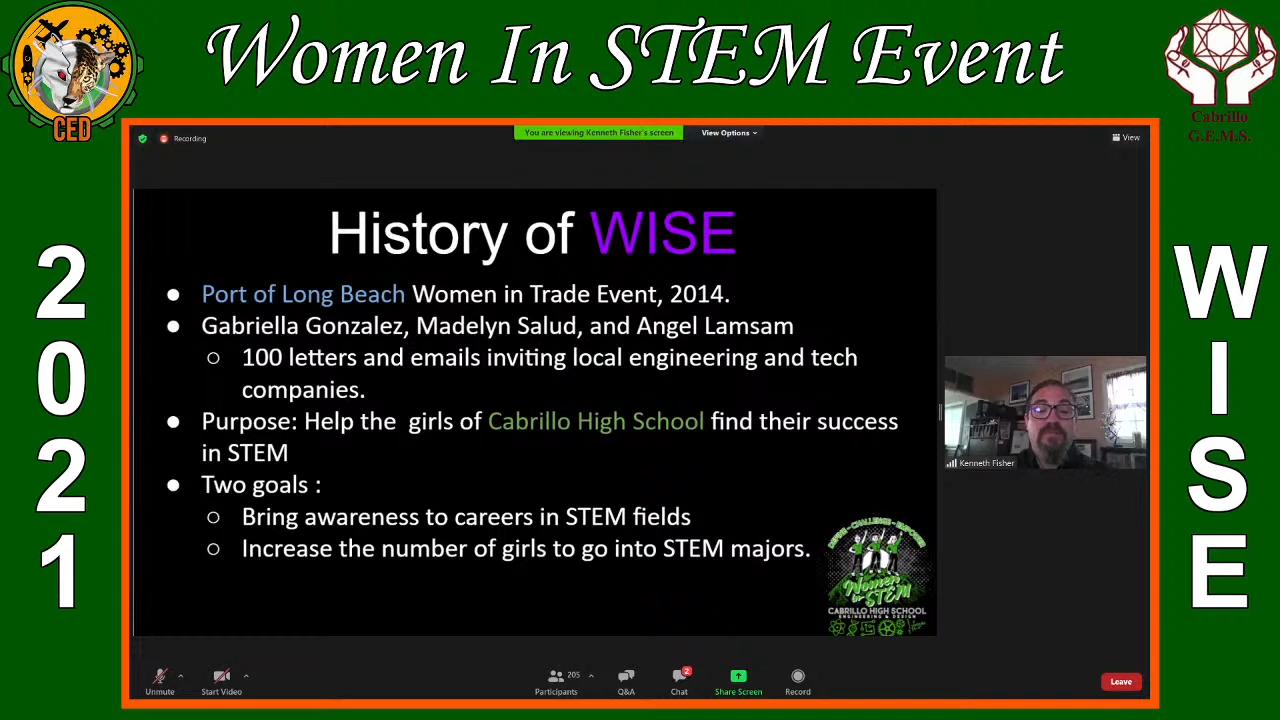 Women In STEM Event
CED
Cabrillo
G.E.M.S.
Recording
You are viewing Kenneth Fisher's screen
View Options
View
2021
WISE
History of WISE
● Port of Long Beach Women in Trade Event, 2014.
● Gabriella Gonzalez, Madelyn Salud, and Angel Lamsam
○ 100 letters and emails inviting local engineering and tech
companies.
● Purpose: Help the girls of Cabrillo High School find their success
in STEM
● Two goals :
○ Bring awareness to careers in STEM fields
○ Increase the number of girls to go into STEM majors.
Kenneth Fisher
Women
in STEM
CABRILLO HIGH SCHOOL
ENGINEERING & DESIGN
Unmute
Start Video
205
Participants
Q&A
2
Chat
Share Screen
Record
Leave